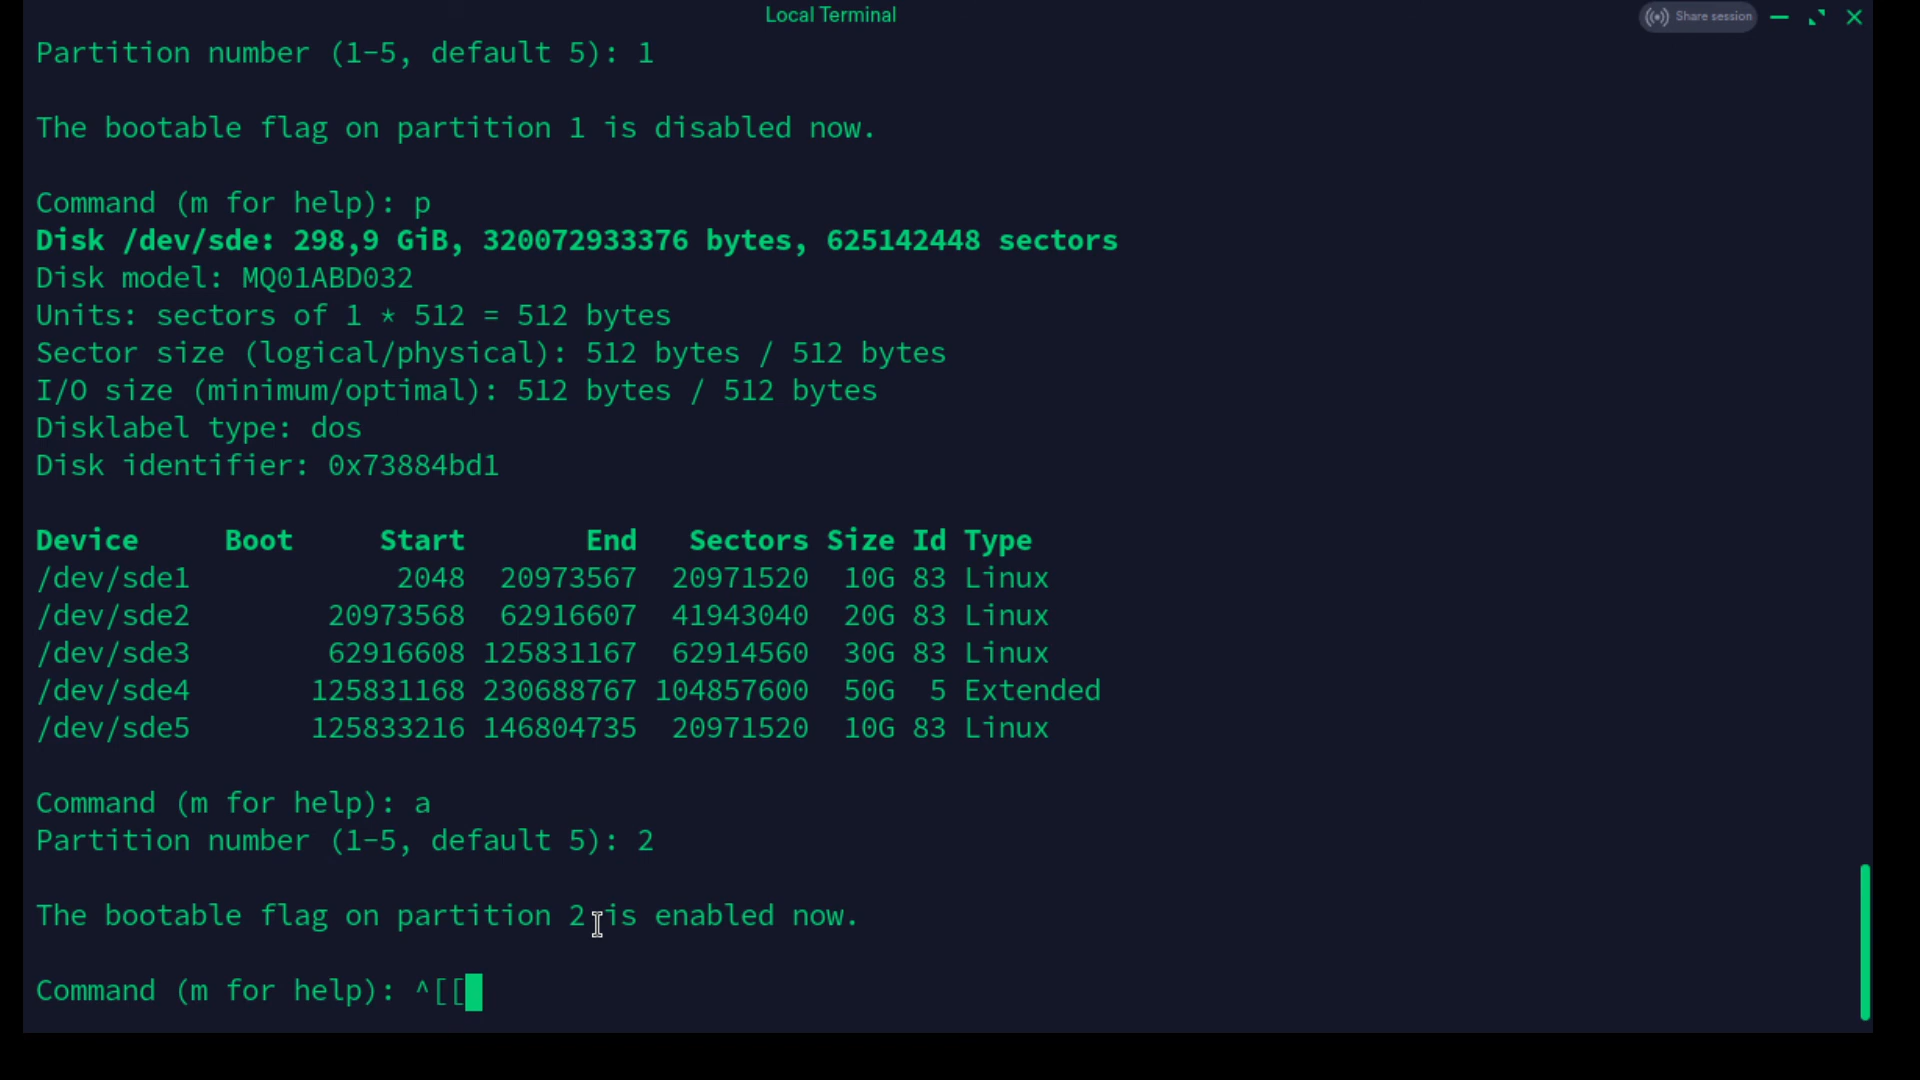 Local Terminal
Share session
Partition number (1-5, default 5): 1
The bootable flag on partition 1 is disabled now.
Command (m for help): p
Disk /dev/sde: 298,9 GiB, 320072933376 bytes, 625142448 sectors
Disk model: MQ01ABD032
Units: sectors of 1 * 512 = 512 bytes
Sector size (logical/physical): 512 bytes / 512 bytes
I/O size (minimum/optimal): 512 bytes / 512 bytes
Disklabel type: dos
Disk identifier: 0x73884bd1
Device Boot Start End Sectors Size Id Type
/dev/sde1 2048 20973567 20971520 10G 83 Linux
/dev/sde2 20973568 62916607 41943040 20G 83 Linux
/dev/sde3 62916608 125831167 62914560 30G 83 Linux
/dev/sde4 125831168 230688767 104857600 50G 5 Extended
/dev/sde5 125833216 146804735 20971520 10G 83 Linux
Command (m for help): a
Partition number (1-5, default 5): 2
The bootable flag on partition 2 is enabled now.
Command (m for help): ^[[